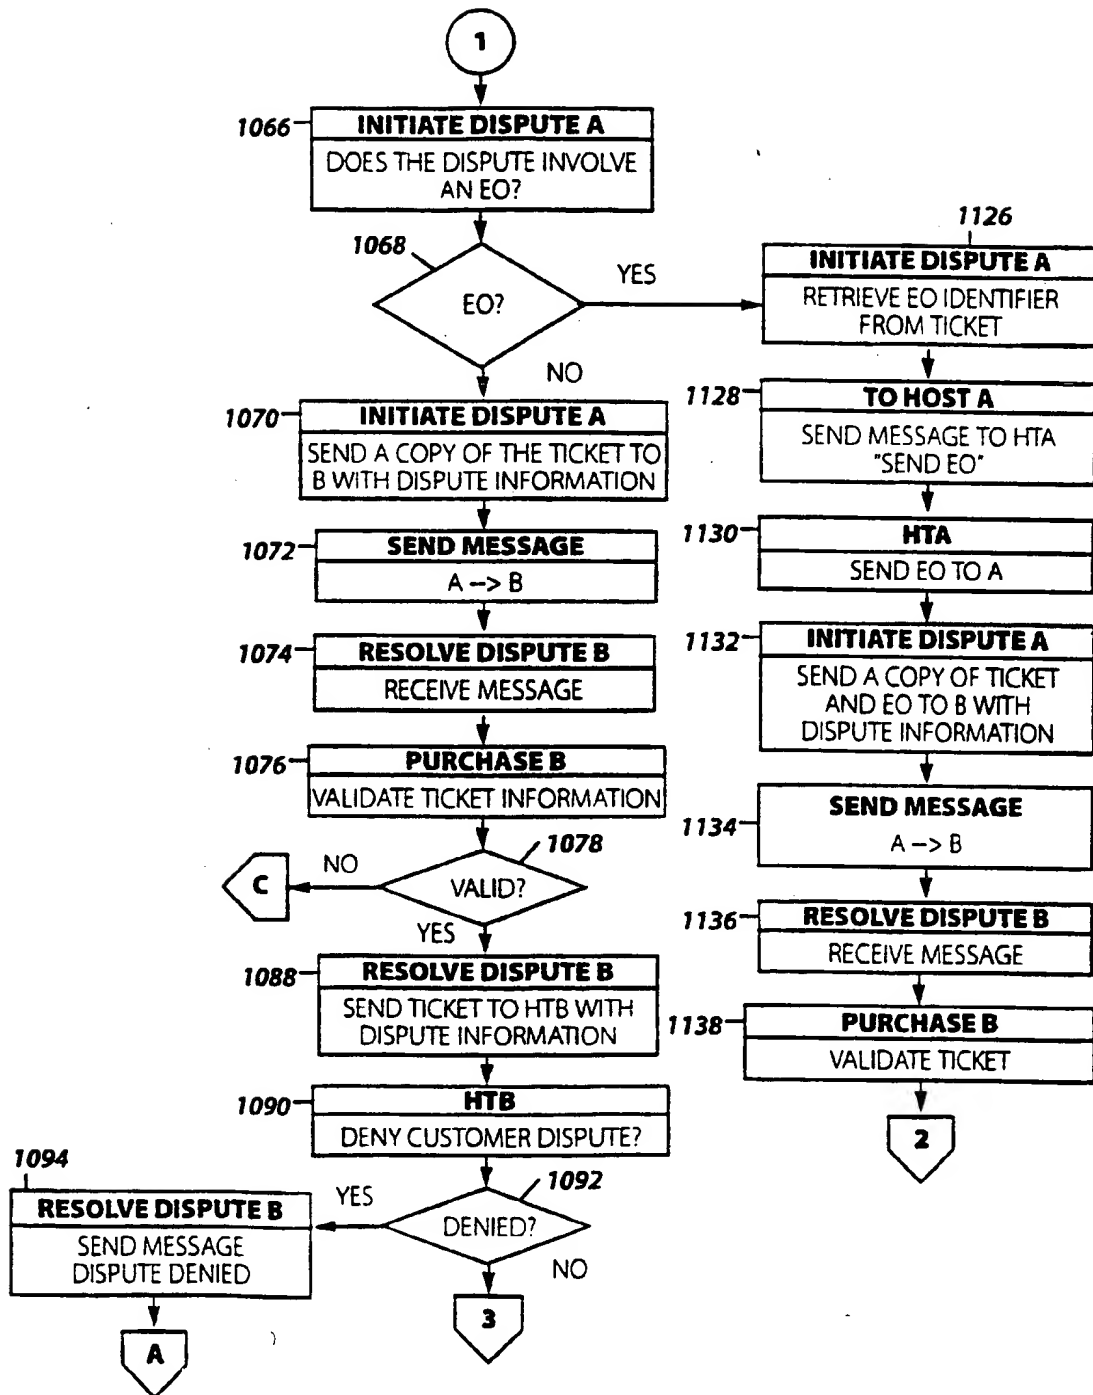 1
1066
INITIATE DISPUTE A
DOES THE DISPUTE INVOLVE
AN EO?
1068
EO?
YES
NO
1070
INITIATE DISPUTE A
SEND A COPY OF THE TICKET TO
B WITH DISPUTE INFORMATION
1072
SEND MESSAGE
A --> B
1074
RESOLVE DISPUTE B
RECEIVE MESSAGE
1076
PURCHASE B
VALIDATE TICKET INFORMATION
1078
VALID?
NO
C
YES
1088
RESOLVE DISPUTE B
SEND TICKET TO HTB WITH
DISPUTE INFORMATION
1090
HTB
DENY CUSTOMER DISPUTE?
1092
DENIED?
YES
NO
1094
RESOLVE DISPUTE B
SEND MESSAGE
DISPUTE DENIED
A
3
1126
INITIATE DISPUTE A
RETRIEVE EO IDENTIFIER
FROM TICKET
1128
TO HOST A
SEND MESSAGE TO HTA
"SEND EO"
1130
HTA
SEND EO TO A
1132
INITIATE DISPUTE A
SEND A COPY OF TICKET
AND EO TO B WITH
DISPUTE INFORMATION
1134
SEND MESSAGE
A --> B
1136
RESOLVE DISPUTE B
RECEIVE MESSAGE
1138
PURCHASE B
VALIDATE TICKET
2